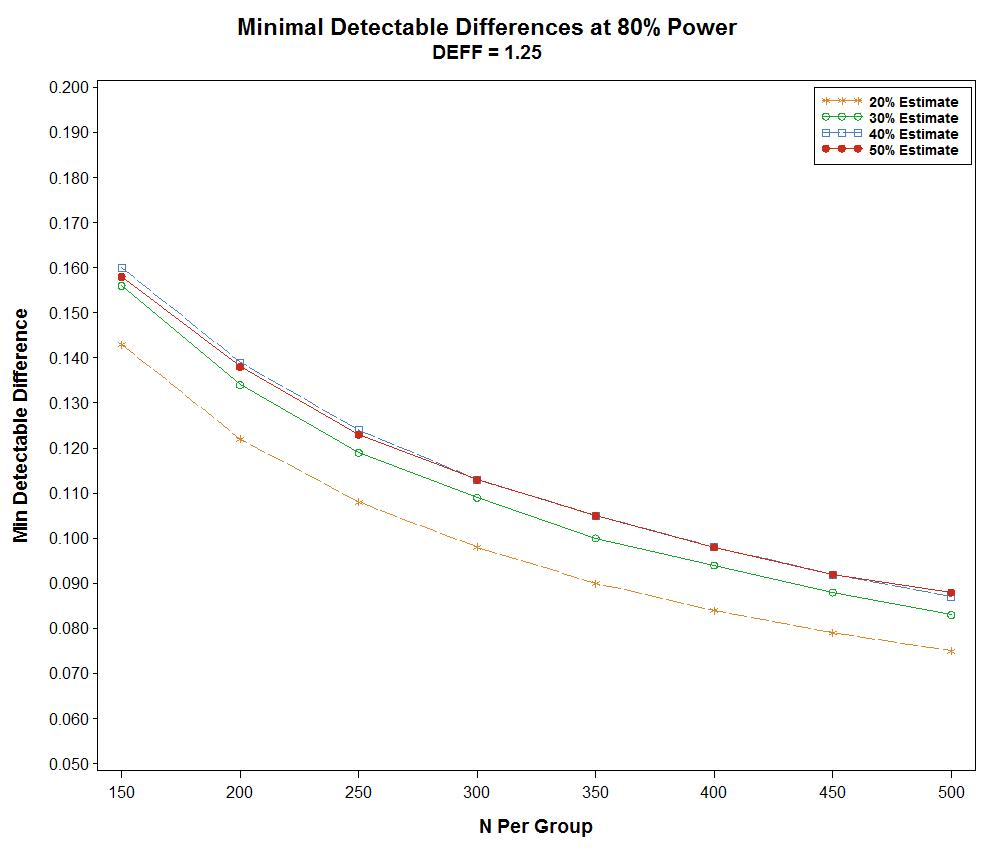 Minimal Detectable Differences at 80% Power
DEFF = 1.25
20% Estimate
30% Estimate
40% Estimate
50% Estimate
0.200
0.190
0.180
0.170
0.160
0.150
0.140
0.130
0.120
0.110
0.100
0.090
0.080
0.070
0.060
0.050
Min Detectable Difference
150 200 250 300 350 400 450 500
N Per Group